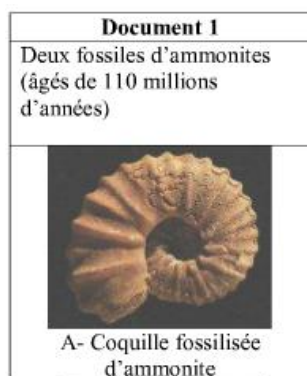 Document 1
Deux fossiles d'ammonites
(âgés de 110 millions
d'années)
A- Coquille fossilisée
d'ammonite